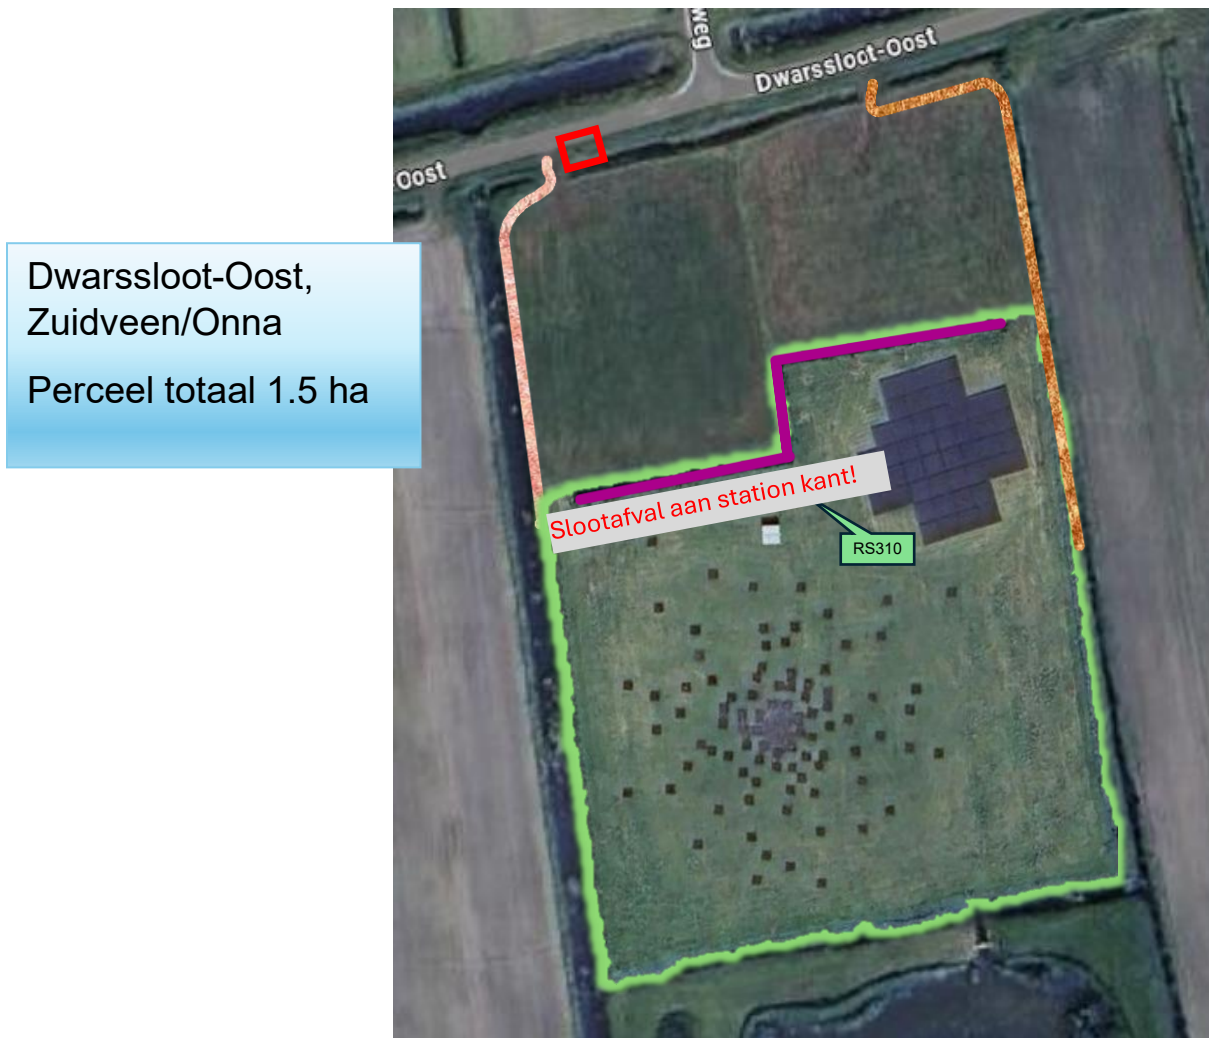 weg
Dwarssloot-Oost
-Oost
Dwarssloot-Oost,
Zuidveen/Onna
Perceel totaal 1.5 ha
Slootafval aan station kant!
RS310